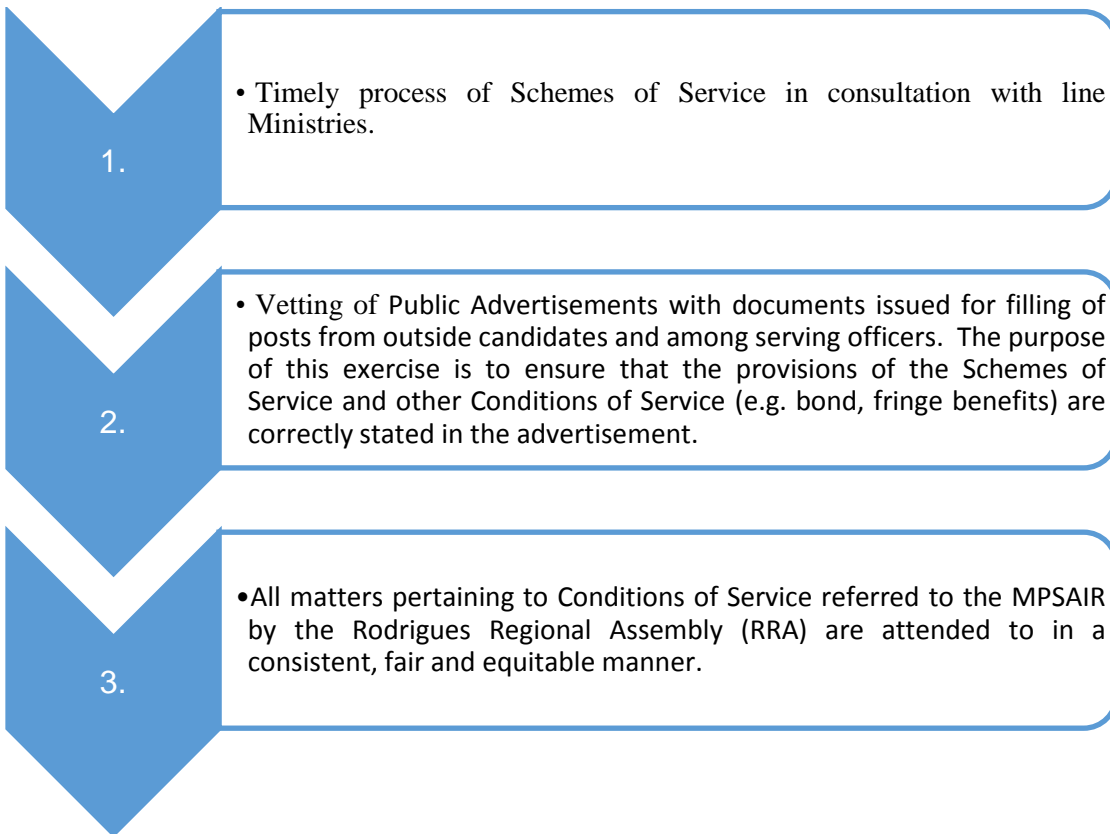 1.
• Timely process of Schemes of Service in consultation with line
Ministries.
2.
• Vetting of Public Advertisements with documents issued for filling of
posts from outside candidates and among serving officers. The purpose
of this exercise is to ensure that the provisions of the Schemes of
Service and other Conditions of Service (e.g. bond, fringe benefits) are
correctly stated in the advertisement.
3.
•All matters pertaining to Conditions of Service referred to the MPSAIR
by the Rodrigues Regional Assembly (RRA) are attended to in a
consistent, fair and equitable manner.